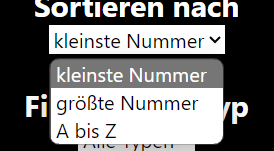 Sortieren nach
kleinste Nummer
kleinste Nummer
größte Nummer
A bis Z